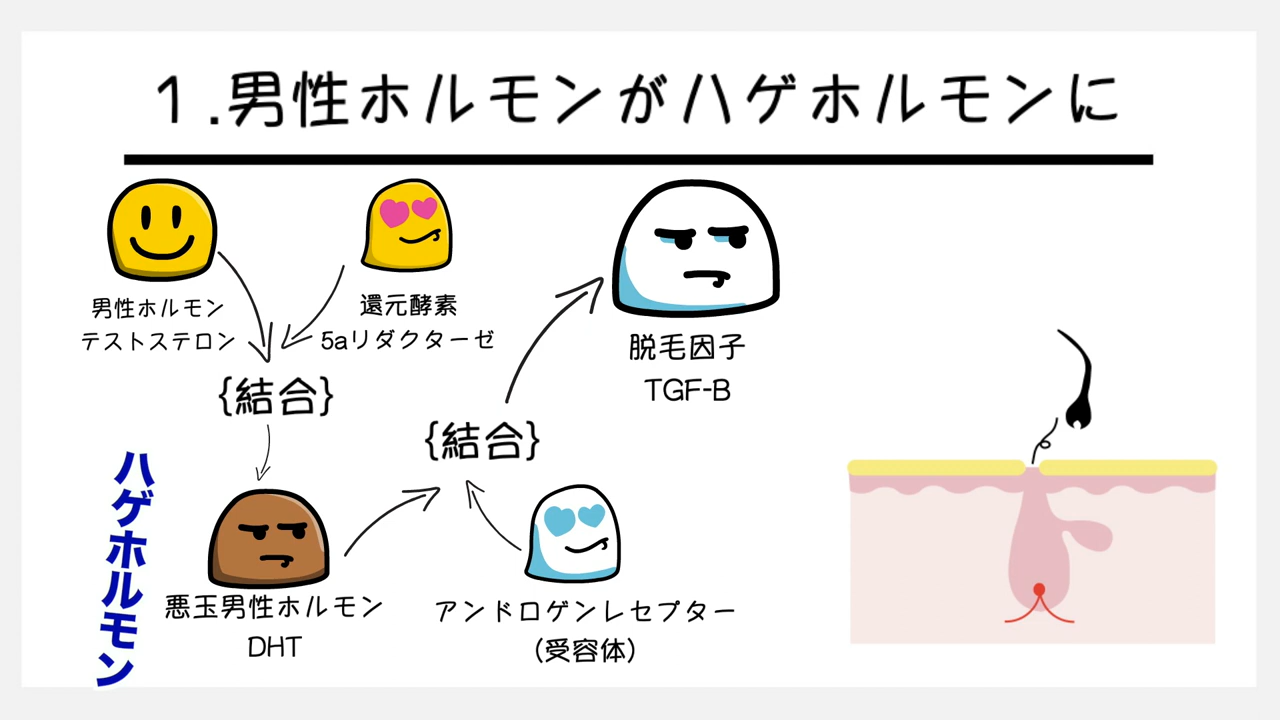 1.男性ホルモンがハゲホルモンに
男性ホルモン
テストステロン
還元酵素
5aリダクターゼ
{結合}
脱毛因子
TGF-B
{結合}
ハゲホルモン
悪玉男性ホルモン
DHT
アンドロゲンレセプター
(受容体)